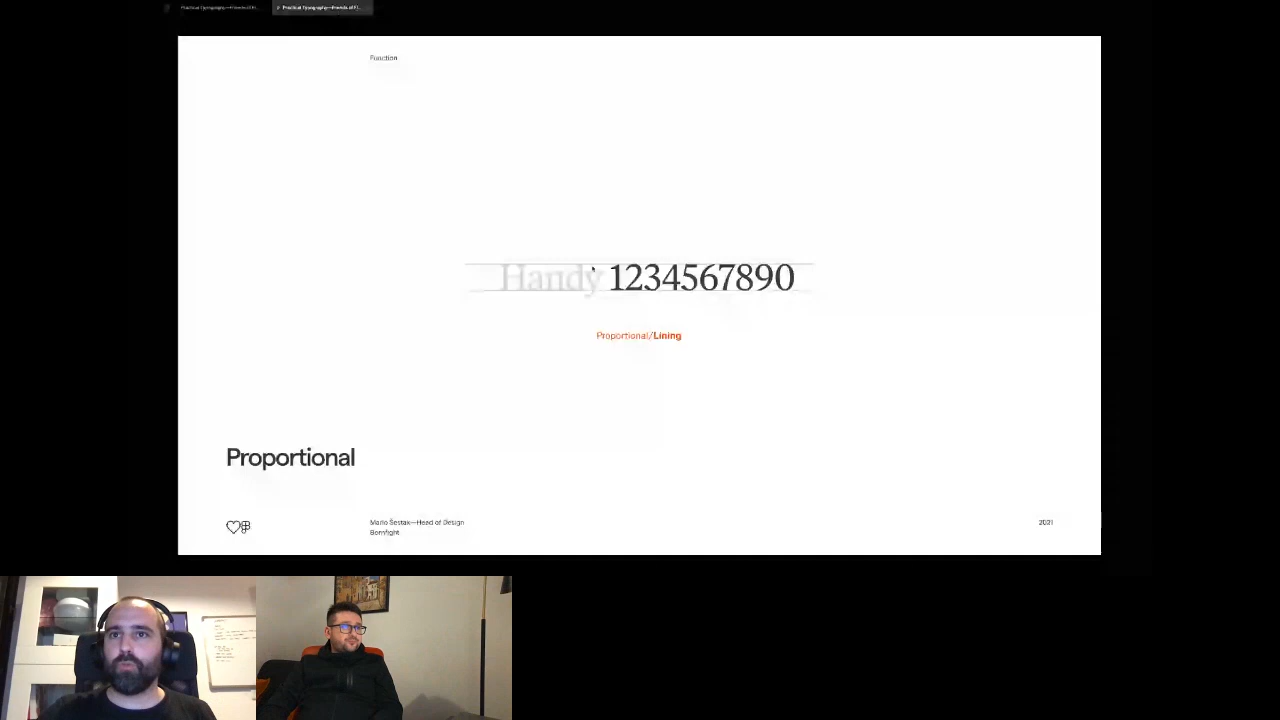 Function
Handy 1234567890
Proportional/Lining
Proportional
Mario Šestak—Head of Design
Bornfight
2021